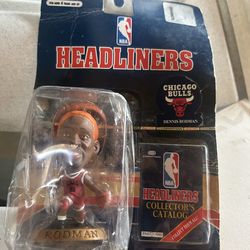 NBA
HEADLINERS
CHICAGO
BULLS
DENNIS RODMAN
NBA
HEADLINERS
COLLECTOR'S
CATALOG
RODMAN